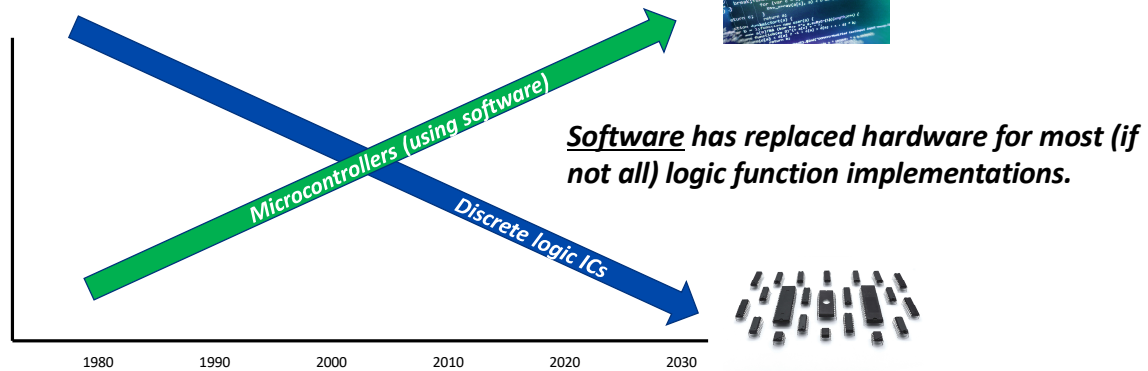 Microcontrollers (using software)
Discrete logic ICs
Software has replaced hardware for most (if
not all) logic function implementations.
1980 1990 2000 2010 2020 2030